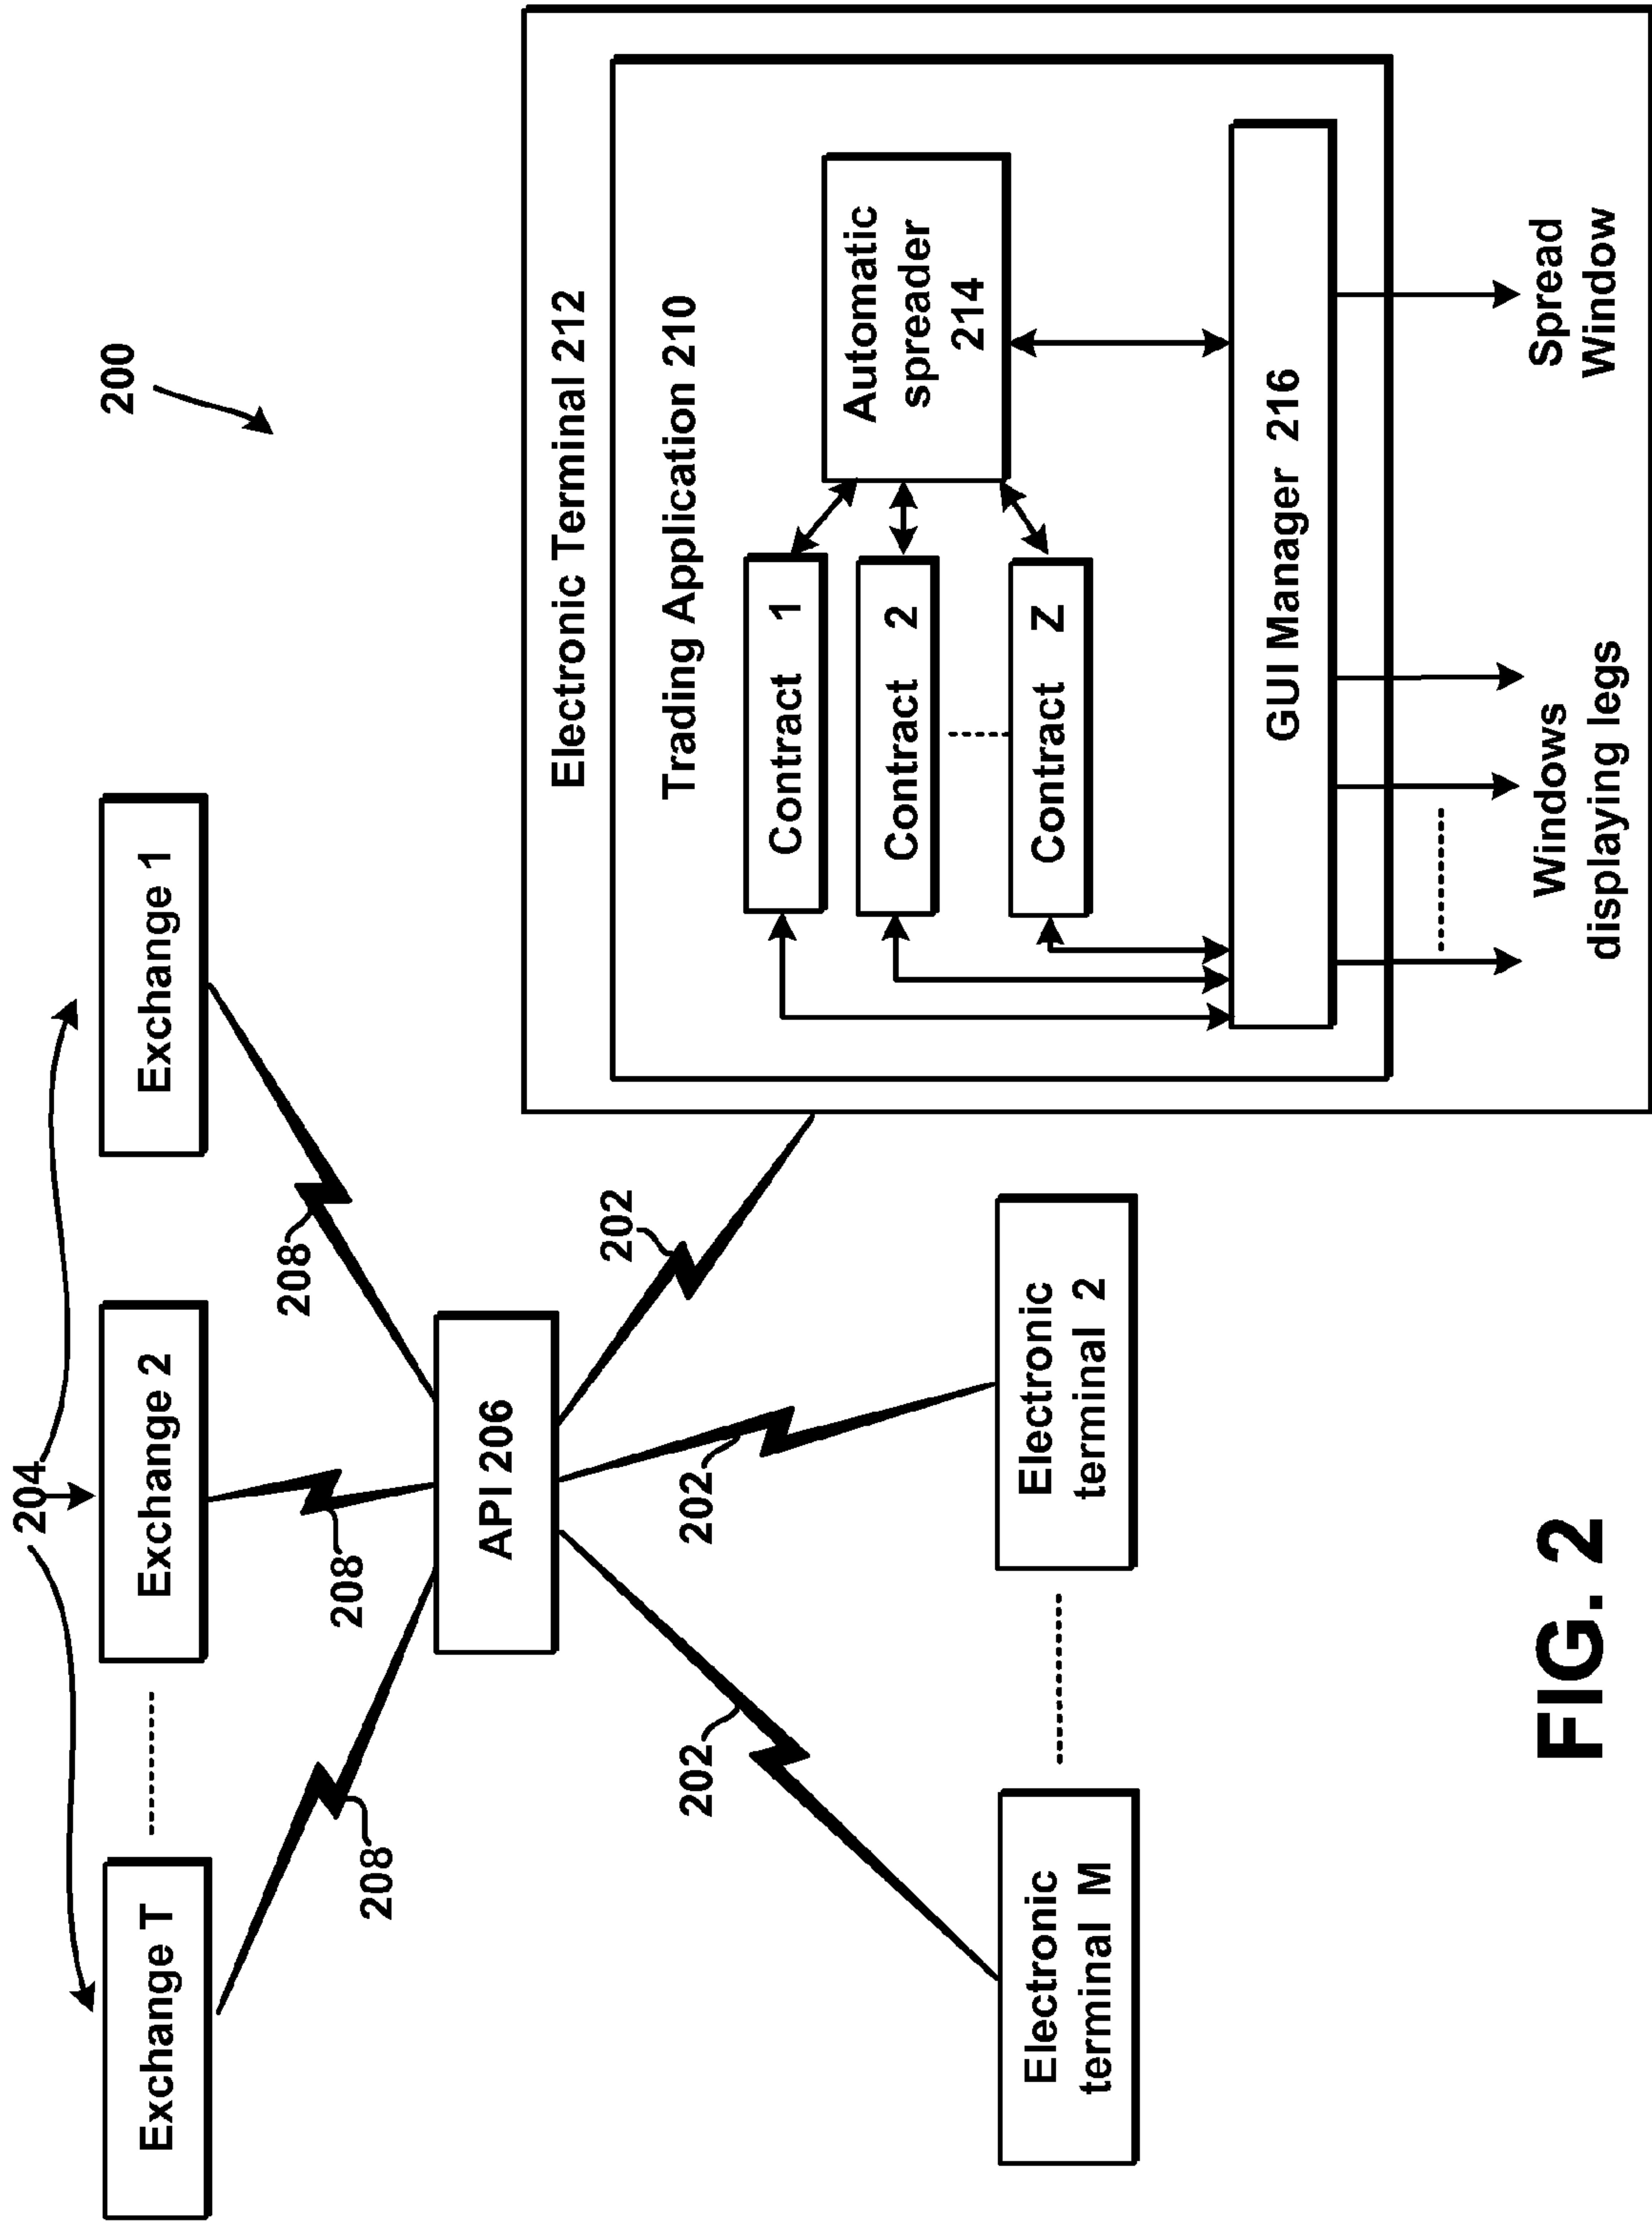 200
204
Exchange T
Exchange 2
Exchange 1
208
208
208
API 206
202
202
202
Electronic
terminal M
Electronic
terminal 2
Electronic Terminal 212
Trading Application 210
Contract 1
Contract 2
Contract Z
Automatic
spreader
214
GUI Manager 216
Windows
displaying legs
Spread
Window
FIG. 2